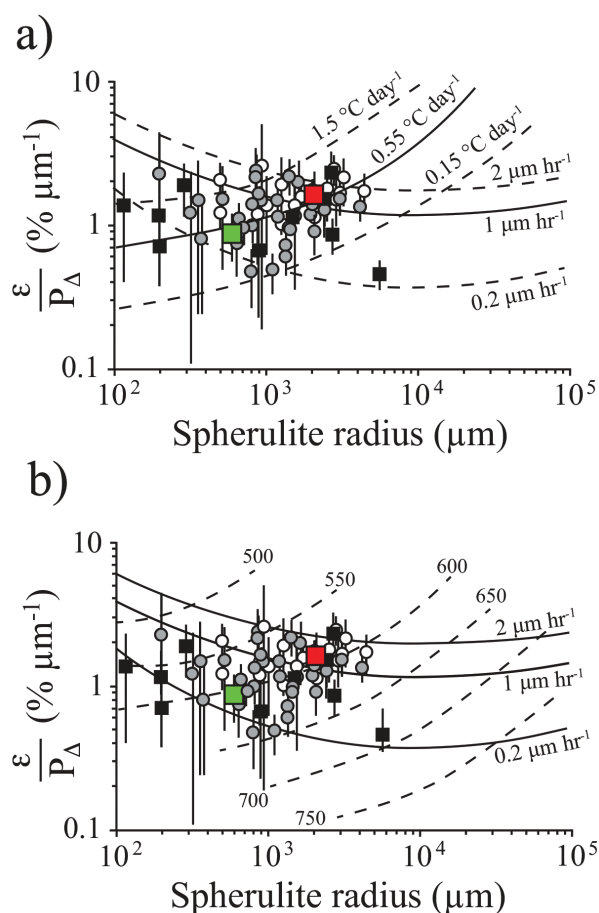 a)
10
1
0.1
ε
P_Δ
(% μm⁻¹)
1.5 °C day⁻¹
0.55 °C day⁻¹
0.15 °C day⁻¹
2 μm hr⁻¹
1 μm hr⁻¹
0.2 μm hr⁻¹
10² 10³ 10⁴ 10⁵
Spherulite radius (μm)
b)
10
1
0.1
ε
P_Δ
(% μm⁻¹)
500
550
600
650
700
750
2 μm hr⁻¹
1 μm hr⁻¹
0.2 μm hr⁻¹
10² 10³ 10⁴ 10⁵
Spherulite radius (μm)